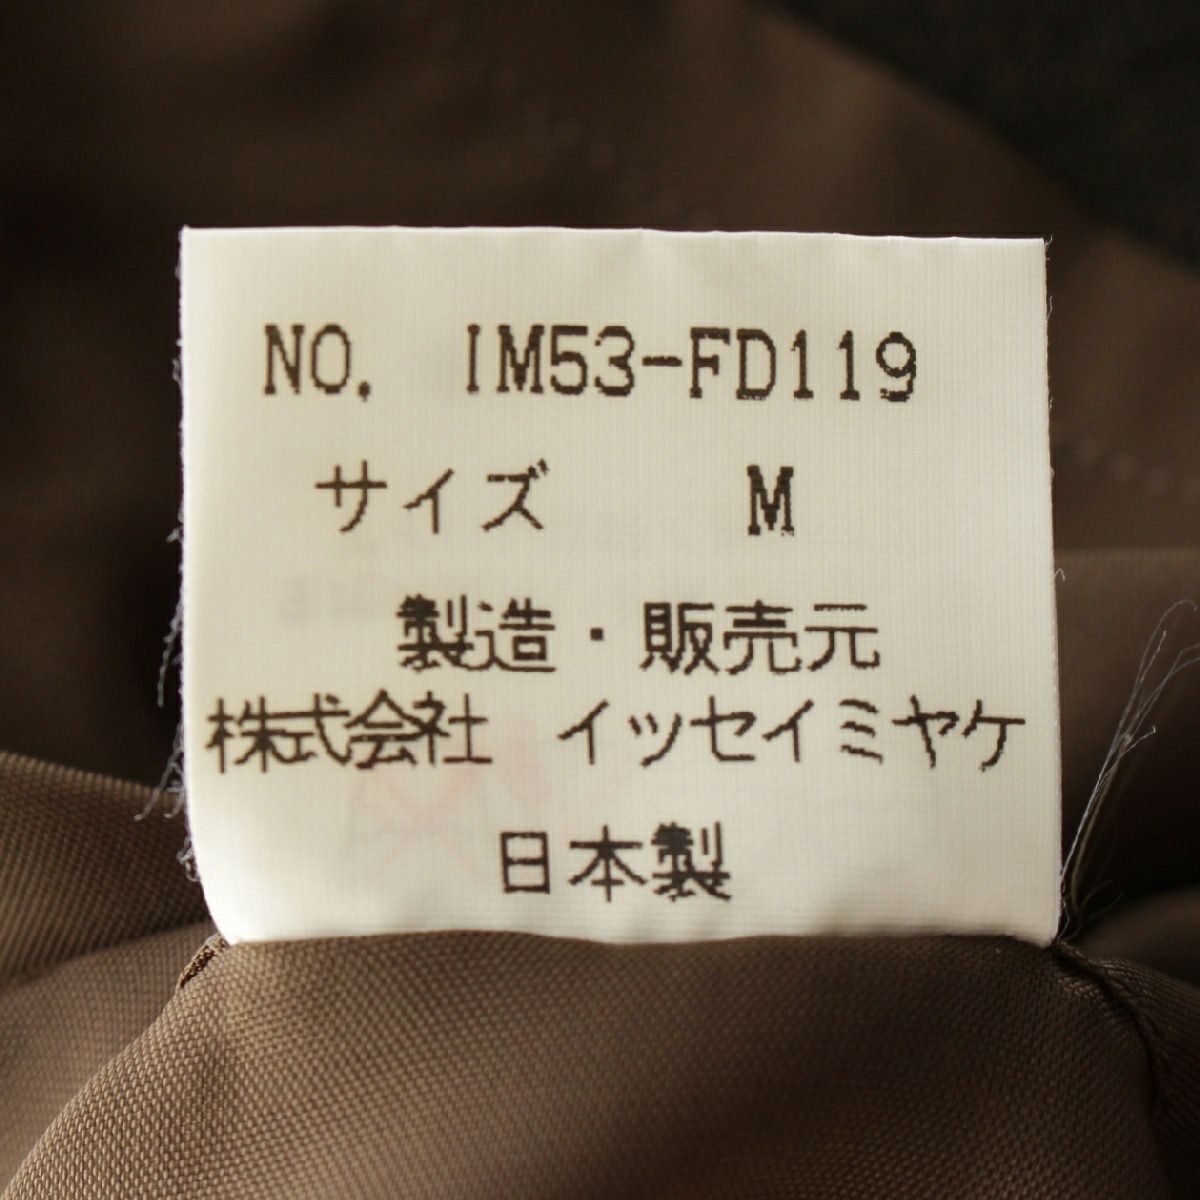 NO. IM53-FD119
サイズ M
製造・販売元
株式会社 イッセイミヤケ
日本製